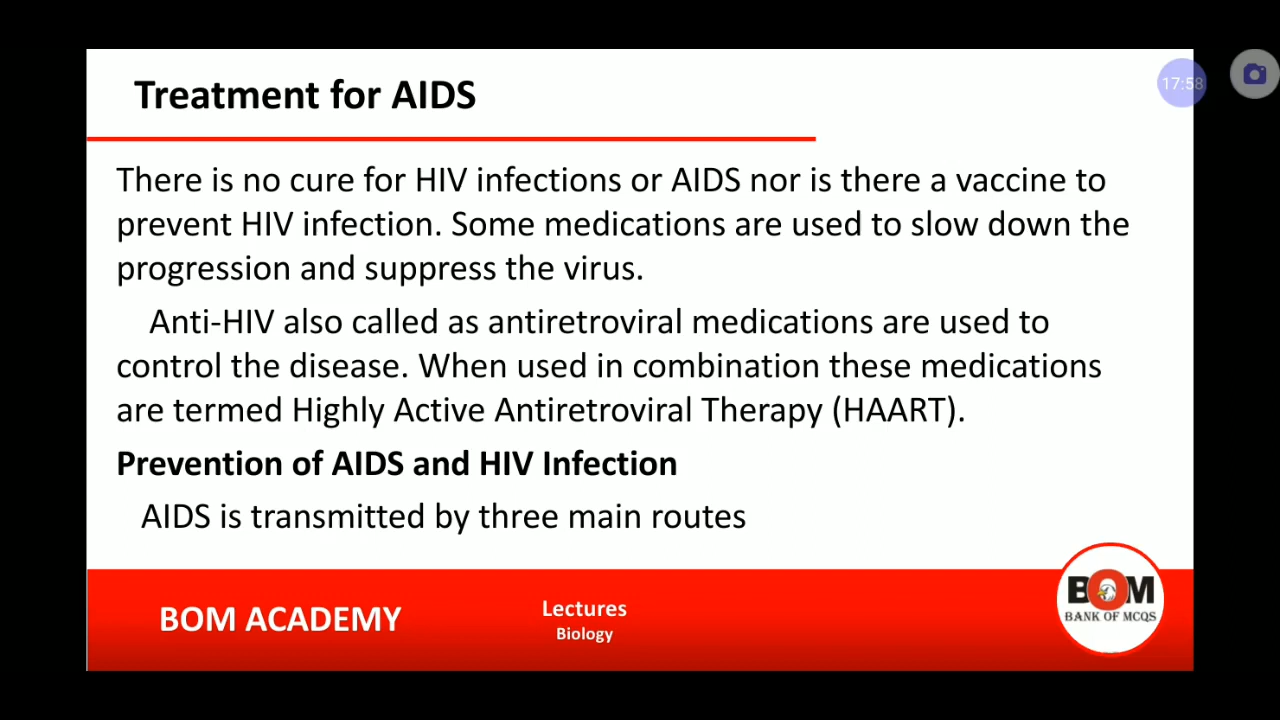 Treatment for AIDS
17:58
There is no cure for HIV infections or AIDS nor is there a vaccine to
prevent HIV infection. Some medications are used to slow down the
progression and suppress the virus.
Anti-HIV also called as antiretroviral medications are used to
control the disease. When used in combination these medications
are termed Highly Active Antiretroviral Therapy (HAART).
Prevention of AIDS and HIV Infection
AIDS is transmitted by three main routes
BOM ACADEMY
Lectures
Biology
BOM
BANK OF MCQS